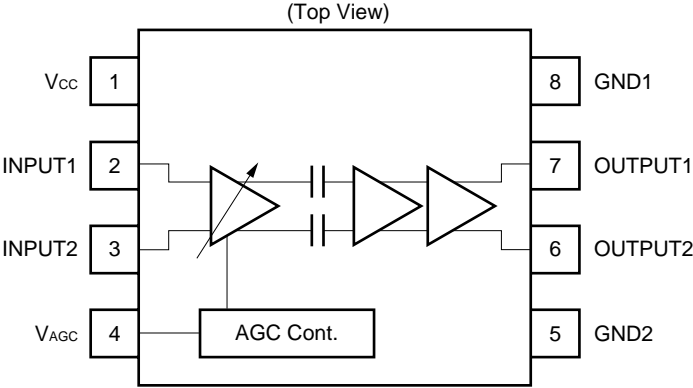 (Top View)
VCC 1
8 GND1
INPUT1 2
7 OUTPUT1
INPUT2 3
6 OUTPUT2
VAGC 4
AGC Cont.
5 GND2